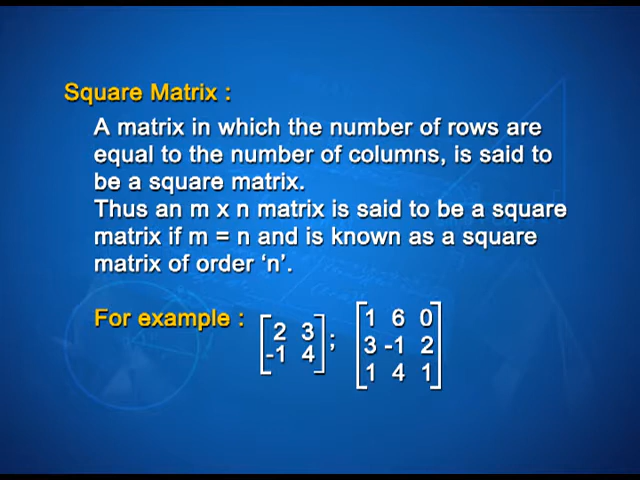 Square Matrix :
A matrix in which the number of rows are
equal to the number of columns, is said to
be a square matrix.
Thus an m x n matrix is said to be a square
matrix if m = n and is known as a square
matrix of order ‘n’.
For example :
[2 3
-1 4] ;
[1 6 0
3 -1 2
1 4 1]